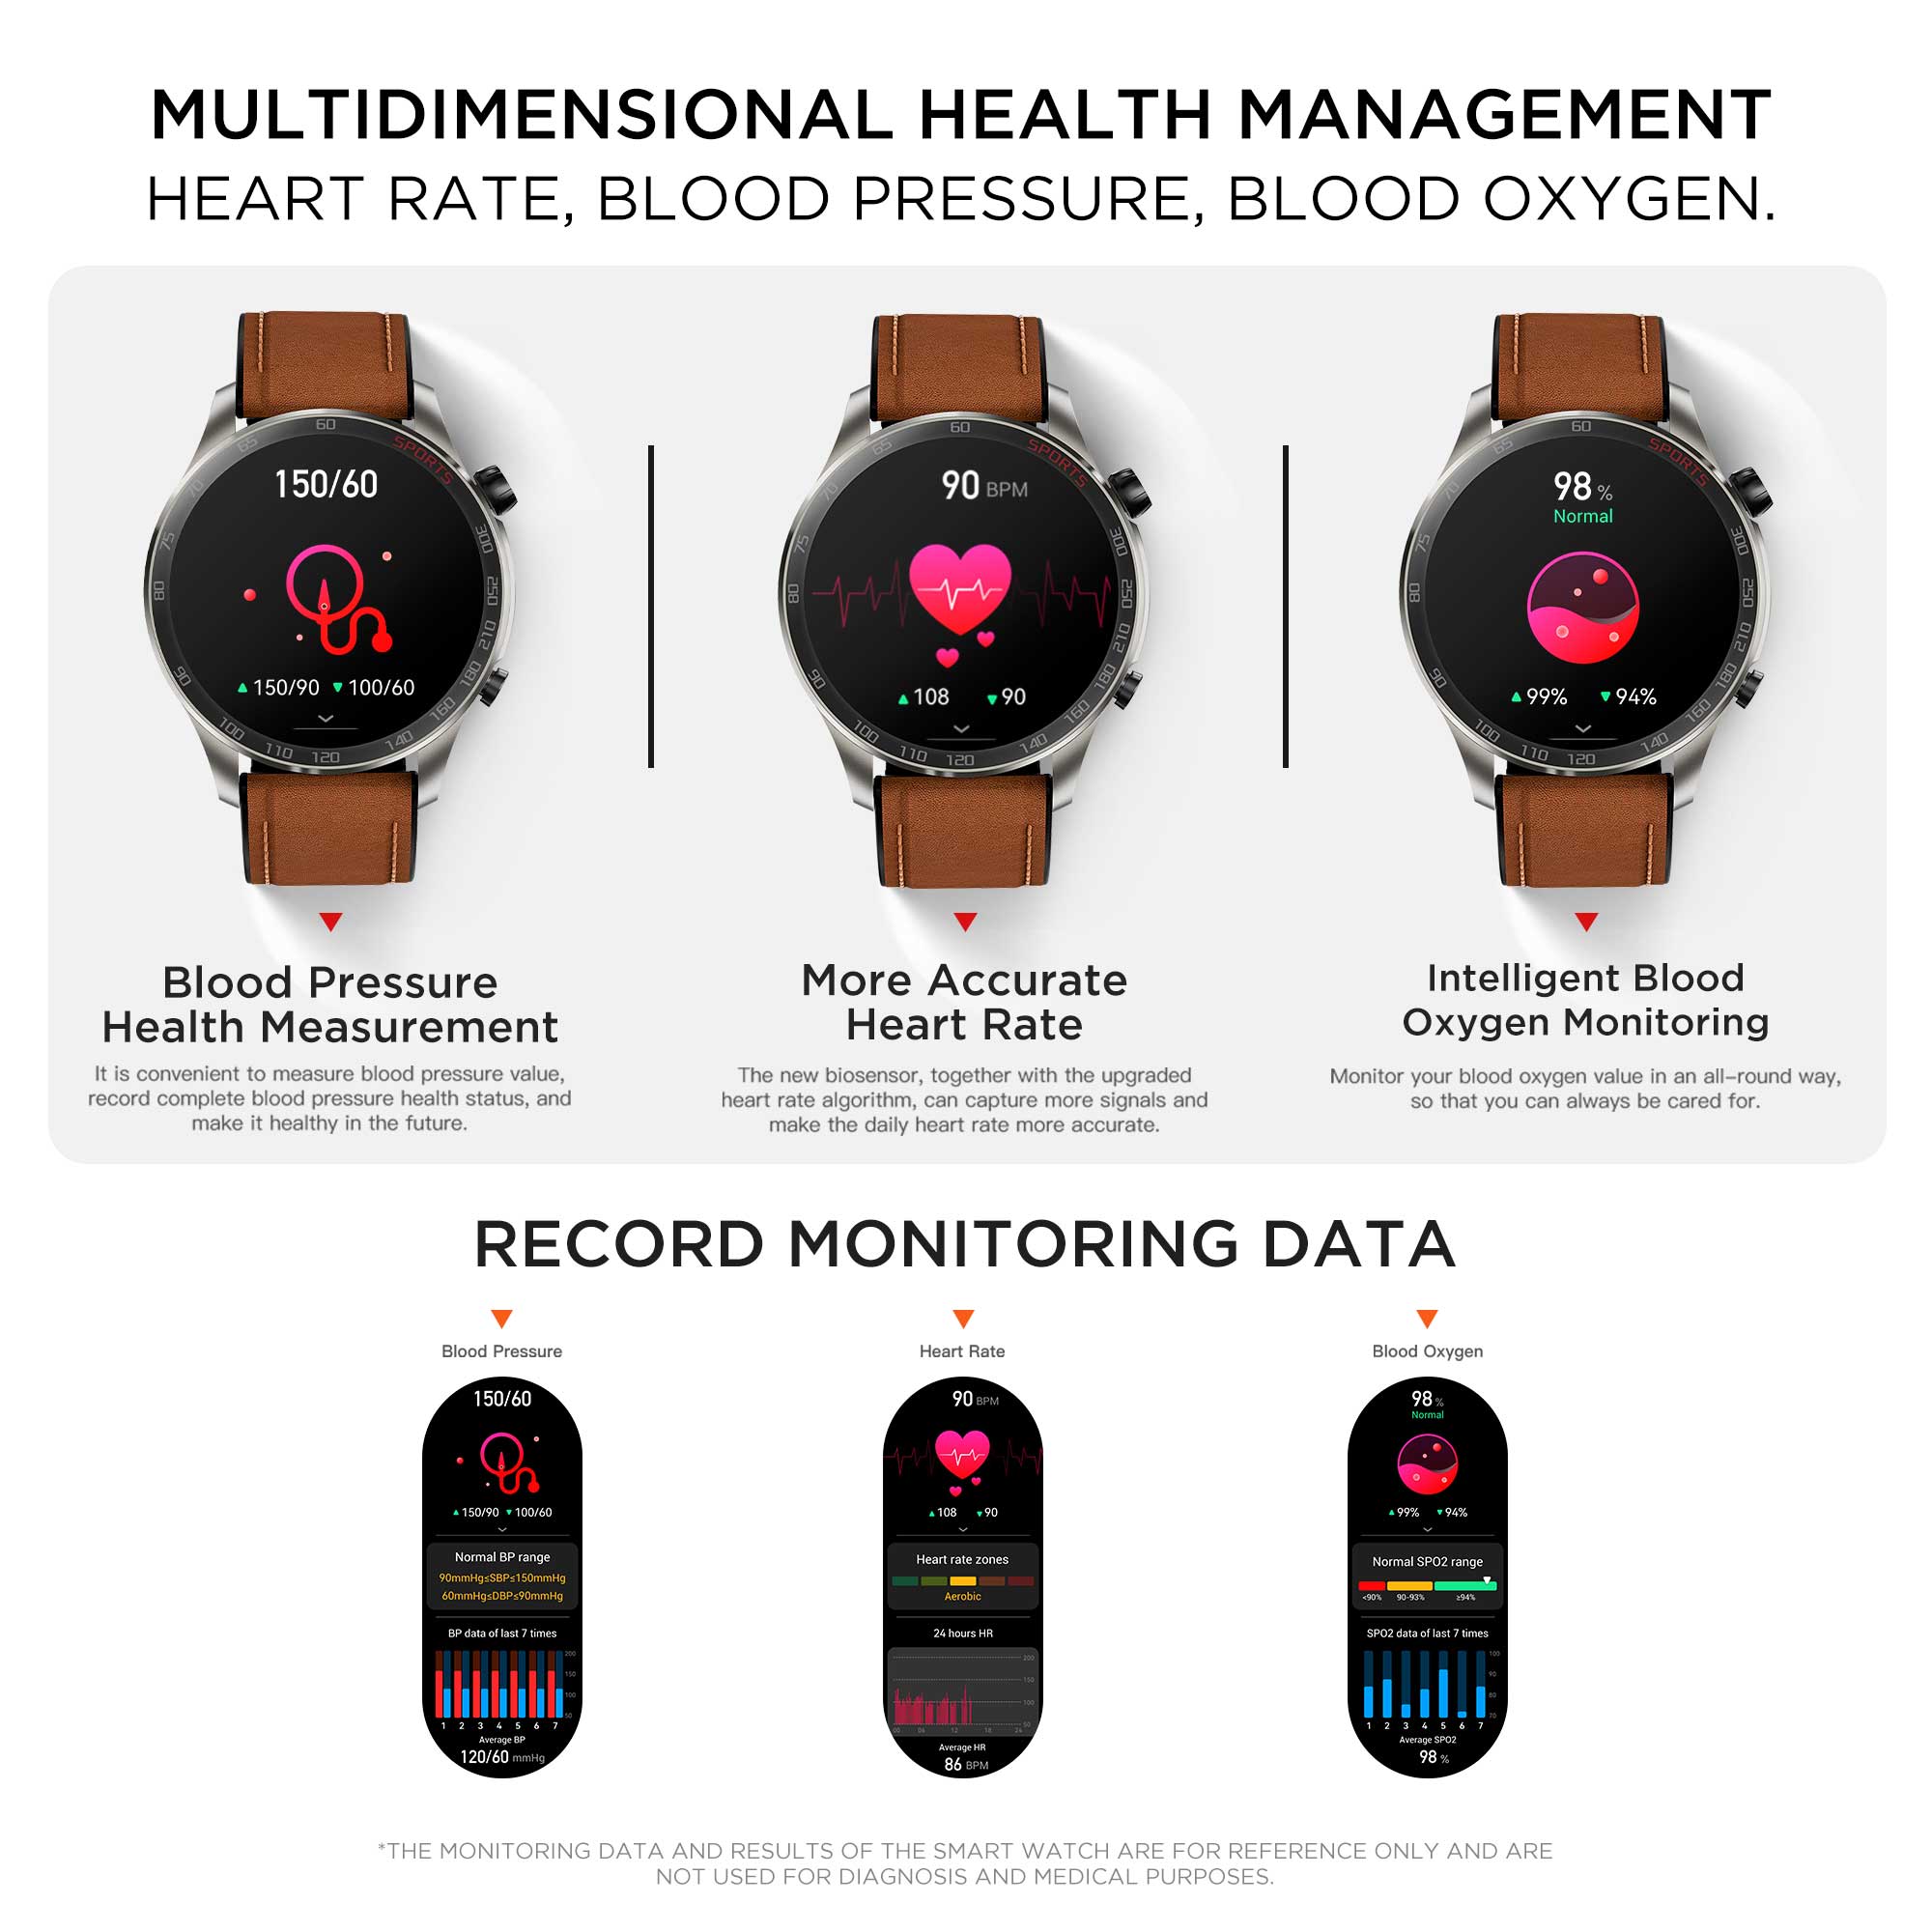 MULTIDIMENSIONAL HEALTH MANAGEMENT
HEART RATE, BLOOD PRESSURE, BLOOD OXYGEN.
60
65
70
75
80
90
100
110
120
140
160
180
210
250
300
SPORTS
150/60
150/90 100/60
60
65
70
75
80
90
100
110
120
140
160
180
210
250
300
SPORTS
90 BPM
108 90
60
65
70
75
80
90
100
110
120
140
160
180
210
250
300
SPORTS
98 %
Normal
99% 94%
Blood Pressure
Health Measurement
It is convenient to measure blood pressure value,
record complete blood pressure health status, and
make it healthy in the future.
More Accurate
Heart Rate
The new biosensor, together with the upgraded
heart rate algorithm, can capture more signals and
make the daily heart rate more accurate.
Intelligent Blood
Oxygen Monitoring
Monitor your blood oxygen value in an all-round way,
so that you can always be cared for.
RECORD MONITORING DATA
Blood Pressure
150/60
150/90 100/60
Normal BP range
90mmHg≤SBP≤150mmHg
60mmHg≤DBP≤90mmHg
BP data of last 7 times
200
150
100
50
1 2 3 4 5 6 7
Average BP
120/60 mmHg
Heart Rate
90 BPM
108 90
Heart rate zones
Aerobic
24 hours HR
200
150
100
50
00 06 12 18 24
Average HR
86 BPM
Blood Oxygen
98 %
Normal
99% 94%
Normal SPO2 range
<90% 90-93% ≥94%
SPO2 data of last 7 times
100
90
80
70
1 2 3 4 5 6 7
Average SPO2
98 %
*THE MONITORING DATA AND RESULTS OF THE SMART WATCH ARE FOR REFERENCE ONLY AND ARE
NOT USED FOR DIAGNOSIS AND MEDICAL PURPOSES.